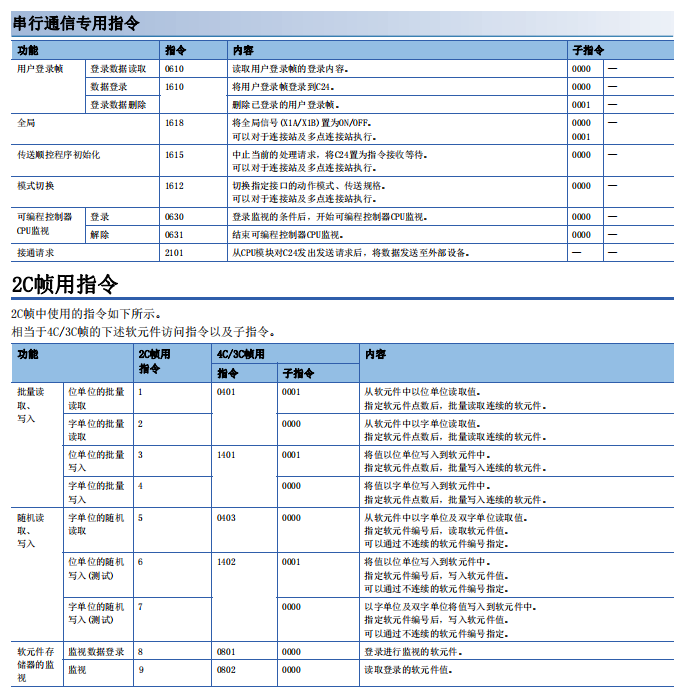 串行通信专用指令
功能 指令 内容 子指令
用户登录帧 登录数据读取 0610 读取用户登录帧的登录内容。 0000 —
数据登录 1610 将用户登录帧登录到C24。 0000 —
登录数据删除 删除已登录的用户登录帧。 0001 —
全局 1618 将全局信号(X1A/X1B)置为ON/OFF。 0000 —
可以对于连接站及多点连接站执行。 0001
传送顺控程序初始化 1615 中止当前的处理请求，将C24置为指令接收等待。 0000 —
可以对于连接站及多点连接站执行。
模式切换 1612 切换指定接口的动作模式、传送规格。 0000 —
可以对于连接站及多点连接站执行。
可编程控制器 登录 0630 登录监视的条件后，开始可编程控制器CPU监视。 0000 —
CPU监视 解除 0631 结束可编程控制器CPU监视。 0000 —
接通请求 2101 从CPU模块对C24发出发送请求后，将数据发送至外部设备。 — —
2C帧用指令
2C帧中使用的指令如下所示。
相当于4C/3C帧的下述软元件访问指令以及子指令。
功能 2C帧用 4C/3C帧用 内容
指令 指令 子指令
批量读 位单位的批量 1 0401 0001 从软元件中以位单位读取值。
取、 读取 指定软元件点数后，批量读取连续的软元件。
写入 字单位的批量 2 0000 从软元件中以字单位读取值。
读取 指定软元件点数后，批量读取连续的软元件。
位单位的批量 3 1401 0001 将值以位单位写入到软元件中。
写入 指定软元件点数后，批量写入连续的软元件。
字单位的批量 4 0000 将值以字单位写入到软元件中。
写入 指定软元件点数后，批量写入连续的软元件。
随机读 字单位的随机 5 0403 0000 从软元件中以字单位及双字单位读取值。
取、 读取 指定软元件编号后，读取软元件值。
写入 可以通过不连续的软元件编号指定。
位单位的随机 6 1402 0001 将值以位单位写入到软元件中。
写入(测试) 指定软元件编号后，写入软元件值。
可以通过不连续的软元件编号指定。
字单位的随机 7 0000 以字单位及双字单位将值写入到软元件中。
写入(测试) 指定软元件编号后，写入软元件值。
可以通过不连续的软元件编号指定。
软元件存 监视数据登录 8 0801 0000 登录进行监视的软元件。
储器的监 监视 9 0802 0000 读取登录的软元件值。
视